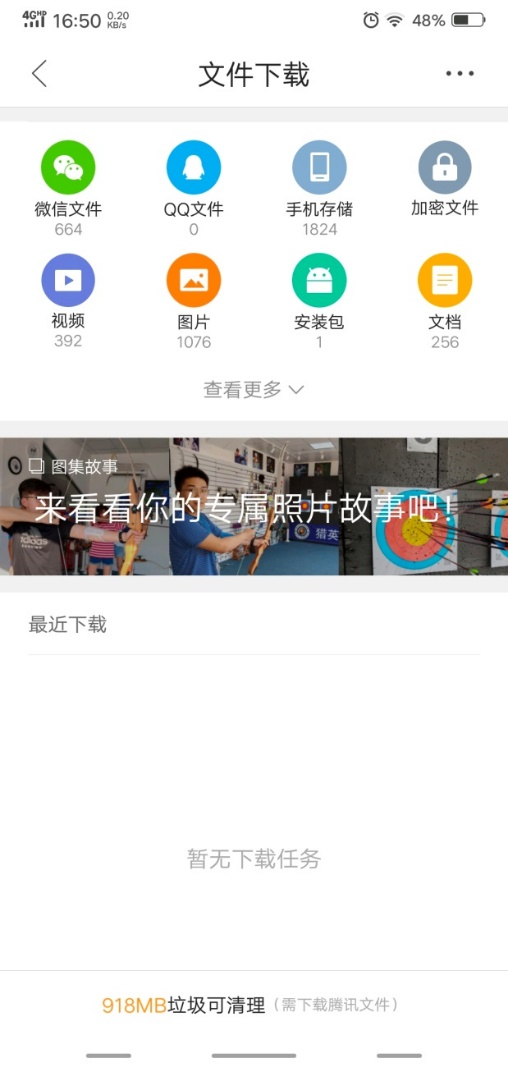 4GHD 16:50 0.20 KB/s 48%
文件下载
微信文件 QQ文件 手机存储 加密文件
664 0 1824
视频 图片 安装包 文档
392 1076 1 256
查看更多
图集故事
来看看你的专属照片故事吧！
adidas
猎英
最近下载
暂无下载任务
918MB垃圾可清理（需下载腾讯文件）